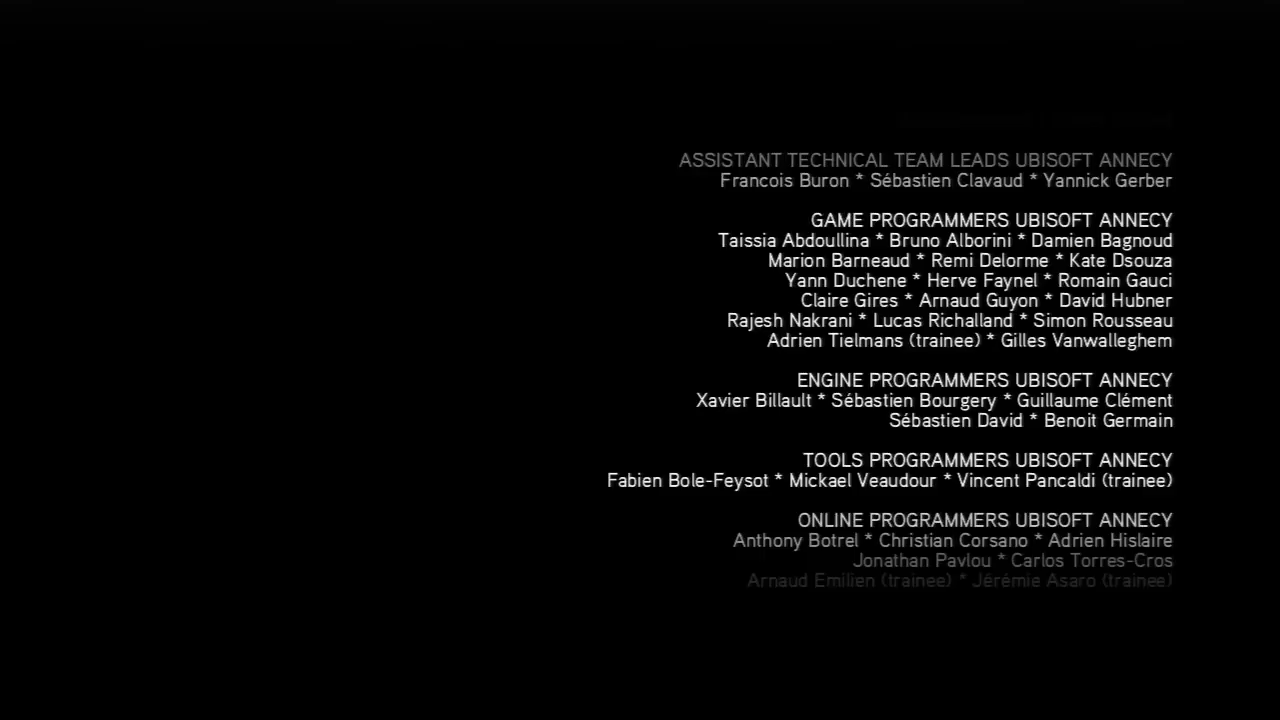 ASSISTANT TECHNICAL TEAM LEADS UBISOFT ANNECY
Francois Buron * Sébastien Clavaud * Yannick Gerber
GAME PROGRAMMERS UBISOFT ANNECY
Taissia Abdoullina * Bruno Alborini * Damien Bagnoud
Marion Barneaud * Remi Delorme * Kate Dsouza
Yann Duchene * Herve Faynel * Romain Gauci
Claire Gires * Arnaud Guyon * David Hubner
Rajesh Nakrani * Lucas Richalland * Simon Rousseau
Adrien Tielmans (trainee) * Gilles Vanwalleghem
ENGINE PROGRAMMERS UBISOFT ANNECY
Xavier Billault * Sébastien Bourgery * Guillaume Clément
Sébastien David * Benoit Germain
TOOLS PROGRAMMERS UBISOFT ANNECY
Fabien Bole-Feysot * Mickael Veaudour * Vincent Pancaldi (trainee)
ONLINE PROGRAMMERS UBISOFT ANNECY
Anthony Botrel * Christian Corsano * Adrien Hislaire
Jonathan Pavlou * Carlos Torres-Cros
Arnaud Emilien (trainee) * Jérémie Asaro (trainee)